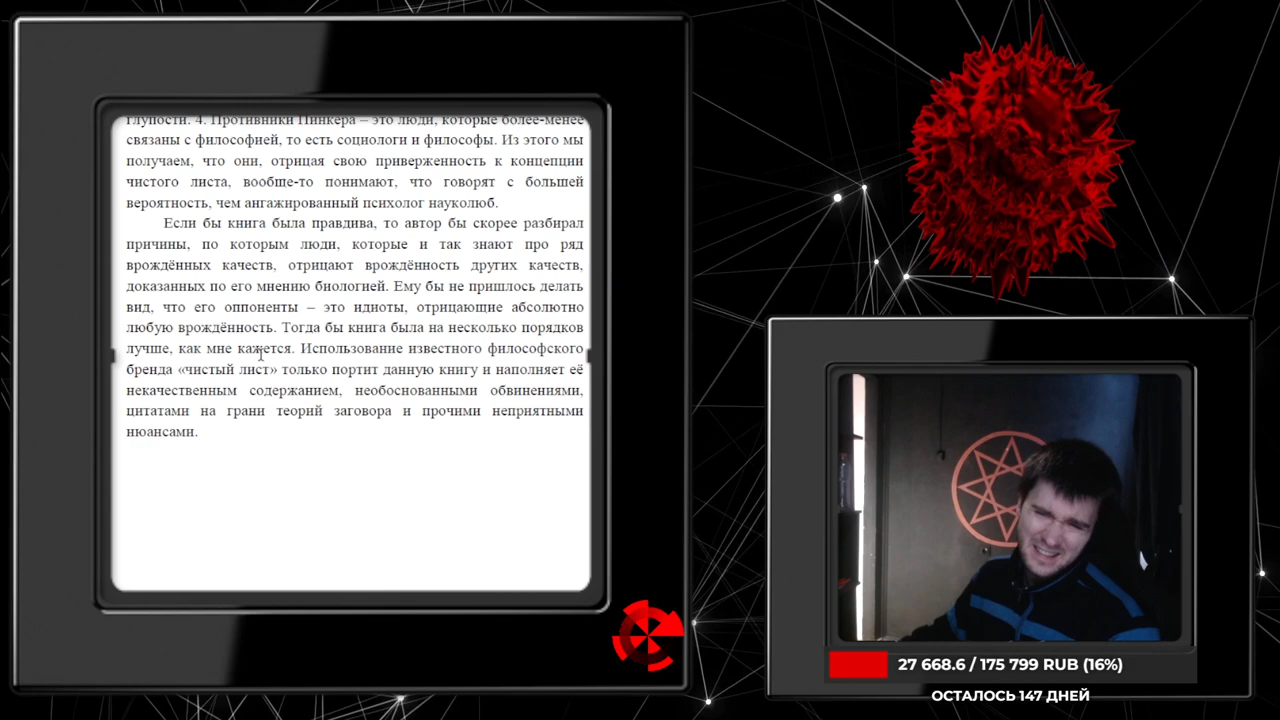 глупости. 4. Противники Пинкера – это люди, которые более-менее
связаны с философией, то есть социологи и философы. Из этого мы
получаем, что они, отрицая свою приверженность к концепции
чистого листа, вообще-то понимают, что говорят с большей
вероятность, чем ангажированный психолог науколюб.
Если бы книга была правдива, то автор бы скорее разбирал
причины, по которым люди, которые и так знают про ряд
врождённых качеств, отрицают врождённость других качеств,
доказанных по его мнению биологией. Ему бы не пришлось делать
вид, что его оппоненты – это идиоты, отрицающие абсолютно
любую врождённость. Тогда бы книга была на несколько порядков
лучше, как мне кажется. Использование известного философского
бренда «чистый лист» только портит данную книгу и наполняет её
некачественным содержанием, необоснованными обвинениями,
цитатами на грани теорий заговора и прочими неприятными
нюансами.
27 668.6 / 175 799 RUB (16%)
ОСТАЛОСЬ 147 ДНЕЙ